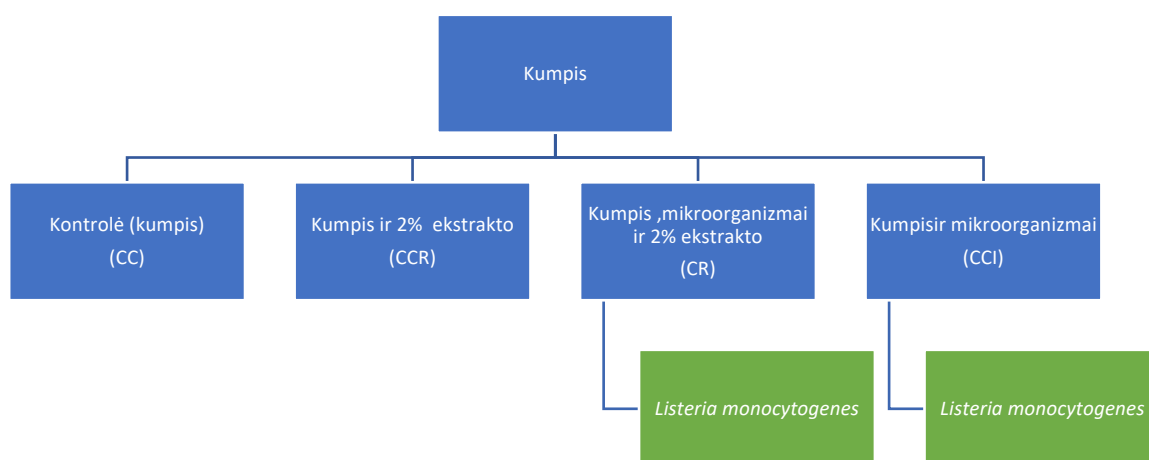 Kumpis
Kontrolė (kumpis)
(CC)
Kumpis ir 2% ekstrakto
(CCR)
Kumpis ,mikroorganizmai
ir 2% ekstrakto
(CR)
Kumpisir mikroorganizmai
(CCI)
Listeria monocytogenes
Listeria monocytogenes